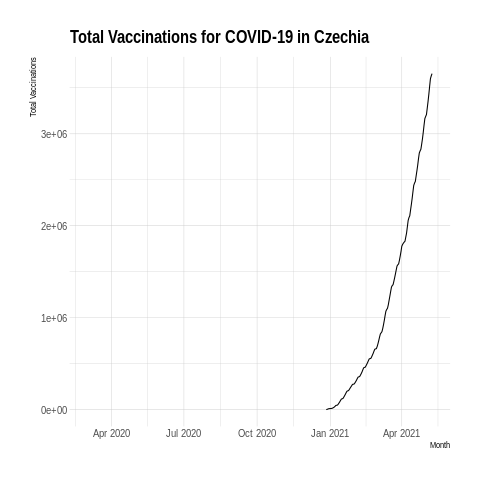 Total Vaccinations for COVID-19 in Czechia
Total Vaccinations
3e+06
2e+06
1e+06
0e+00
Apr 2020 Jul 2020 Oct 2020 Jan 2021 Apr 2021
Month